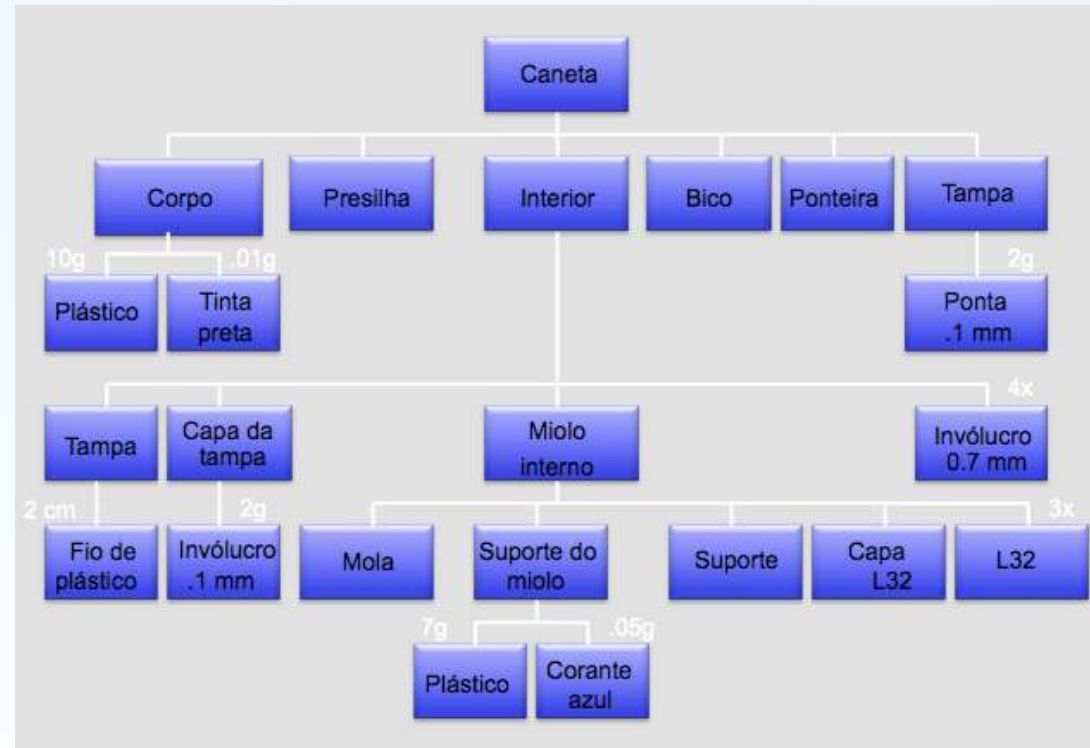 Caneta
Corpo
Presilha
Interior
Bico
Ponteira
Tampa
10g
.01g
2g
Plástico
Tinta
preta
Ponta
.1 mm
4x
Tampa
Capa da
tampa
Miolo
interno
Invólucro
0.7 mm
2 cm
2g
3x
Fio de
plástico
Invólucro
.1 mm
Mola
Suporte do
miolo
Suporte
Capa
L32
L32
7g
.05g
Plástico
Corante
azul